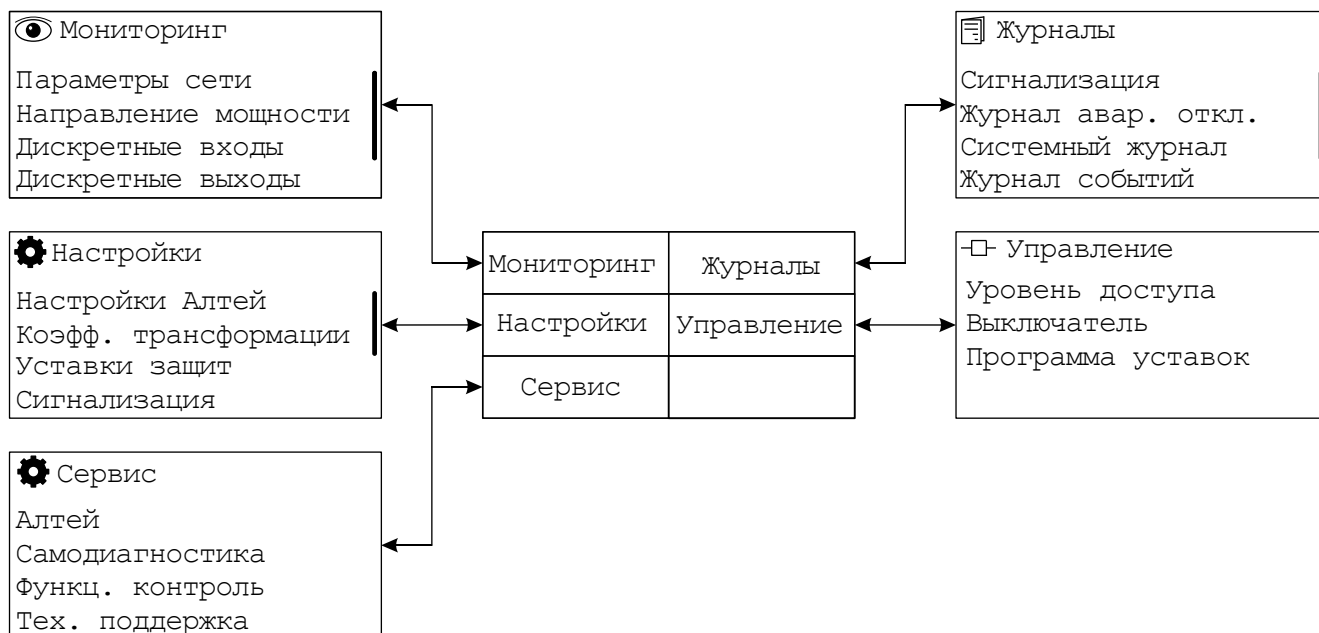 Мониторинг
Параметры сети
Направление мощности
Дискретные входы
Дискретные выходы
Журналы
Сигнализация
Журнал авар. откл.
Системный журнал
Журнал событий
Настройки
Настройки Алтей
Коэфф. трансформации
Уставки защит
Сигнализация
Мониторинг
Журналы
Настройки
Управление
Сервис
Управление
Уровень доступа
Выключатель
Программа уставок
Сервис
Алтей
Самодиагностика
Функц. контроль
Тех. поддержка